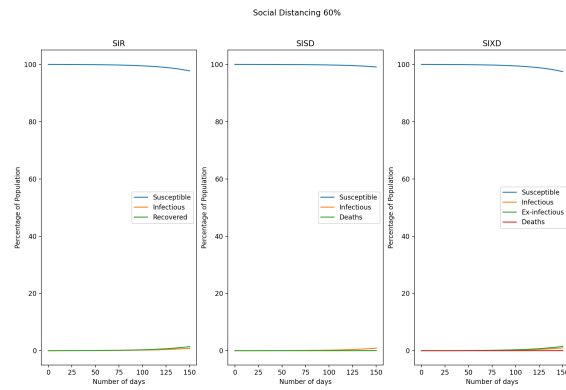 Social Distancing 60%
SIR
100
80
60
40
20
0
Percentage of Population
Susceptible
Infectious
Recovered
0 25 50 75 100 125 150
Number of days
SISD
100
80
60
40
20
0
Percentage of Population
Susceptible
Infectious
Deaths
0 25 50 75 100 125 150
Number of days
SIXD
100
80
60
40
20
0
Percentage of Population
Susceptible
Infectious
Ex-infectious
Deaths
0 25 50 75 100 125 150
Number of days